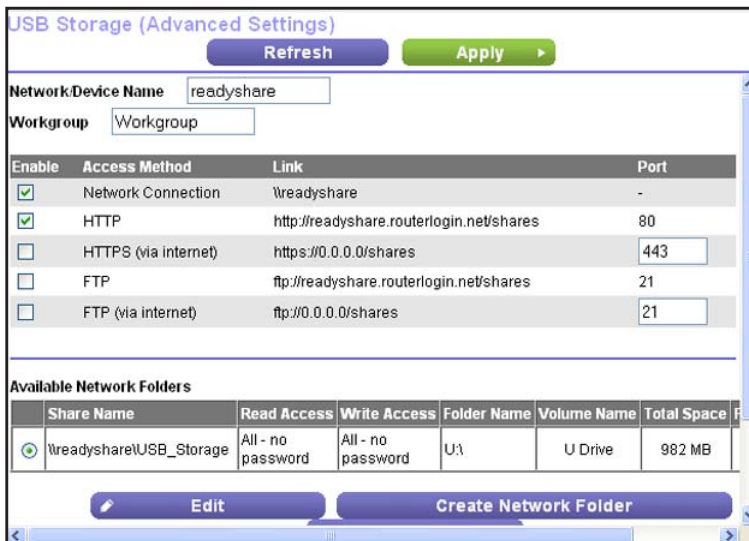 USB Storage (Advanced Settings)
Refresh Apply
Network/Device Name readyshare
Workgroup Workgroup
Enable Access Method Link Port
Network Connection \\readyshare -
HTTP http://readyshare.routerlogin.net/shares 80
HTTPS (via internet) https://0.0.0.0/shares 443
FTP ftp://readyshare.routerlogin.net/shares 21
FTP (via internet) ftp://0.0.0.0/shares 21
Available Network Folders
Share Name Read Access Write Access Folder Name Volume Name Total Space
\\readyshare\USB_Storage All - no password All - no password U:\ U Drive 982 MB
Edit Create Network Folder